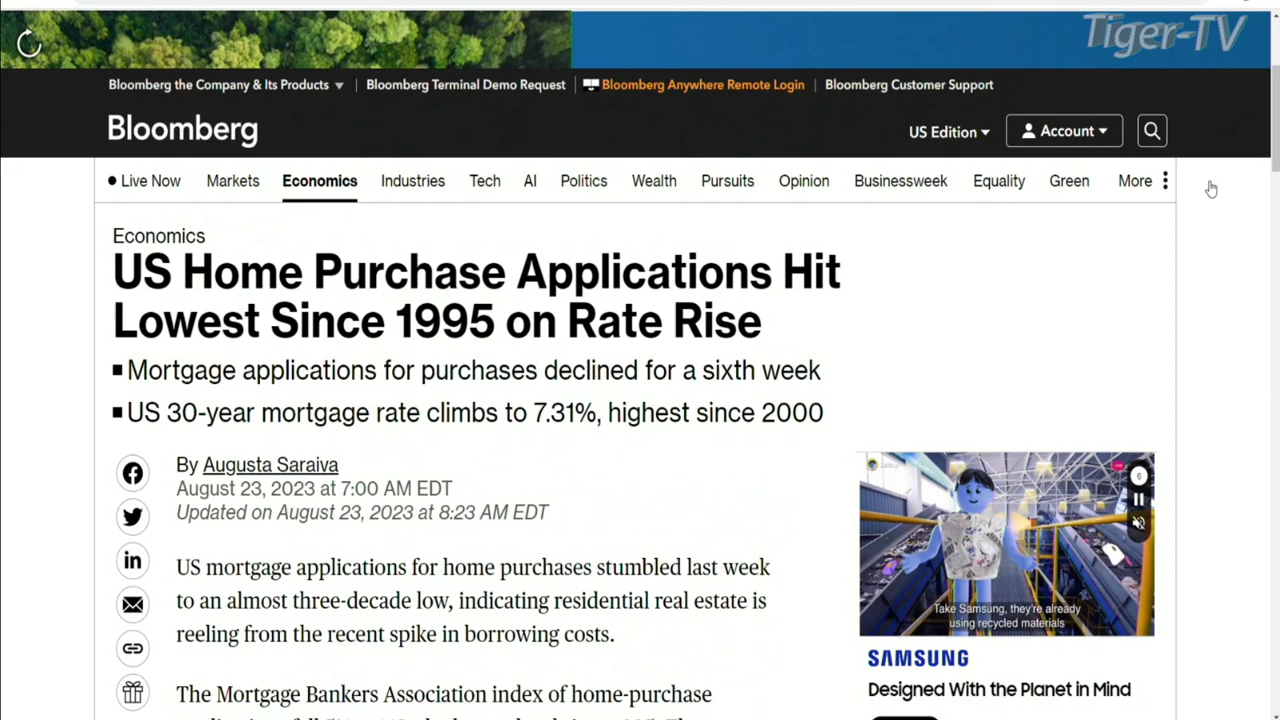 Tiger-TV
Bloomberg the Company & Its Products
Bloomberg Terminal Demo Request
Bloomberg Anywhere Remote Login
Bloomberg Customer Support
Bloomberg
US Edition
Account
Live Now
Markets
Economics
Industries
Tech
AI
Politics
Wealth
Pursuits
Opinion
Businessweek
Equality
Green
More
Economics
US Home Purchase Applications Hit
Lowest Since 1995 on Rate Rise
Mortgage applications for purchases declined for a sixth week
US 30-year mortgage rate climbs to 7.31%, highest since 2000
By Augusta Saraiva
August 23, 2023 at 7:00 AM EDT
Updated on August 23, 2023 at 8:23 AM EDT
US mortgage applications for home purchases stumbled last week
to an almost three-decade low, indicating residential real estate is
reeling from the recent spike in borrowing costs.
The Mortgage Bankers Association index of home-purchase
6
Take Samsung, they're already
using recycled materials
SAMSUNG
Designed With the Planet in Mind